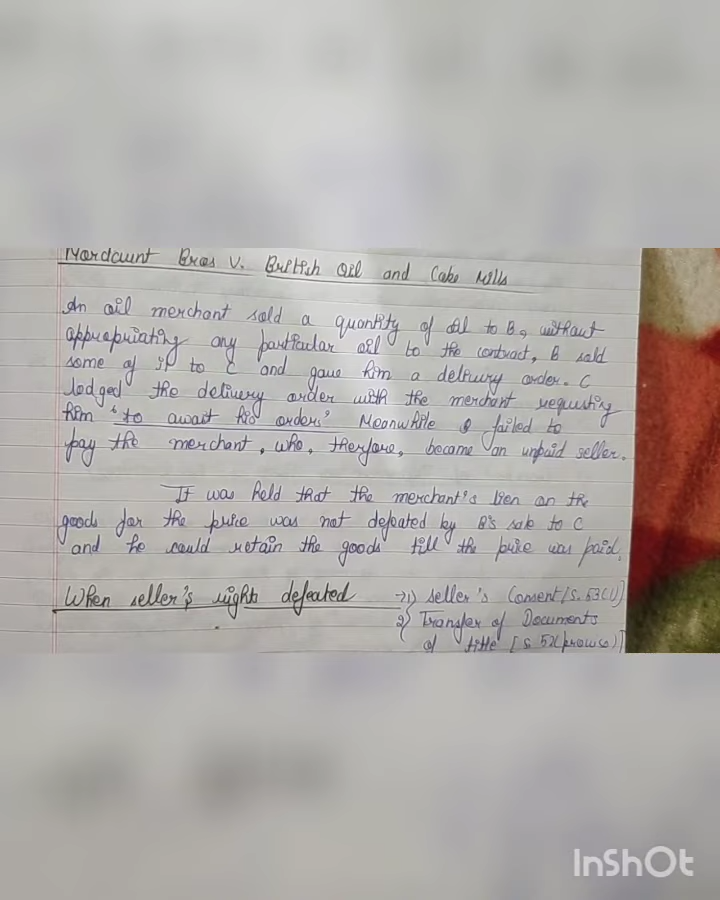 Mordaunt Bros V. British Oil and Cake Mills
An oil merchant sold a quantity of oil to B, without
appropriating any particular oil to the contract, B sold
some of it to C and gave him a delivery order. C
lodged the delivery order with the merchant requesting
him "to await his orders" Meanwhile B failed to
pay the merchant, who, therefore, became an unpaid seller.
It was held that the merchant's lien on the
goods for the price was not defeated by B's sale to C
and he could retain the goods till the price was paid.
When seller's rights defeated →1) Seller's Consent [S. 53(1)]
2) Transfer of Documents
of title [S. 53(proviso)]
InShOt